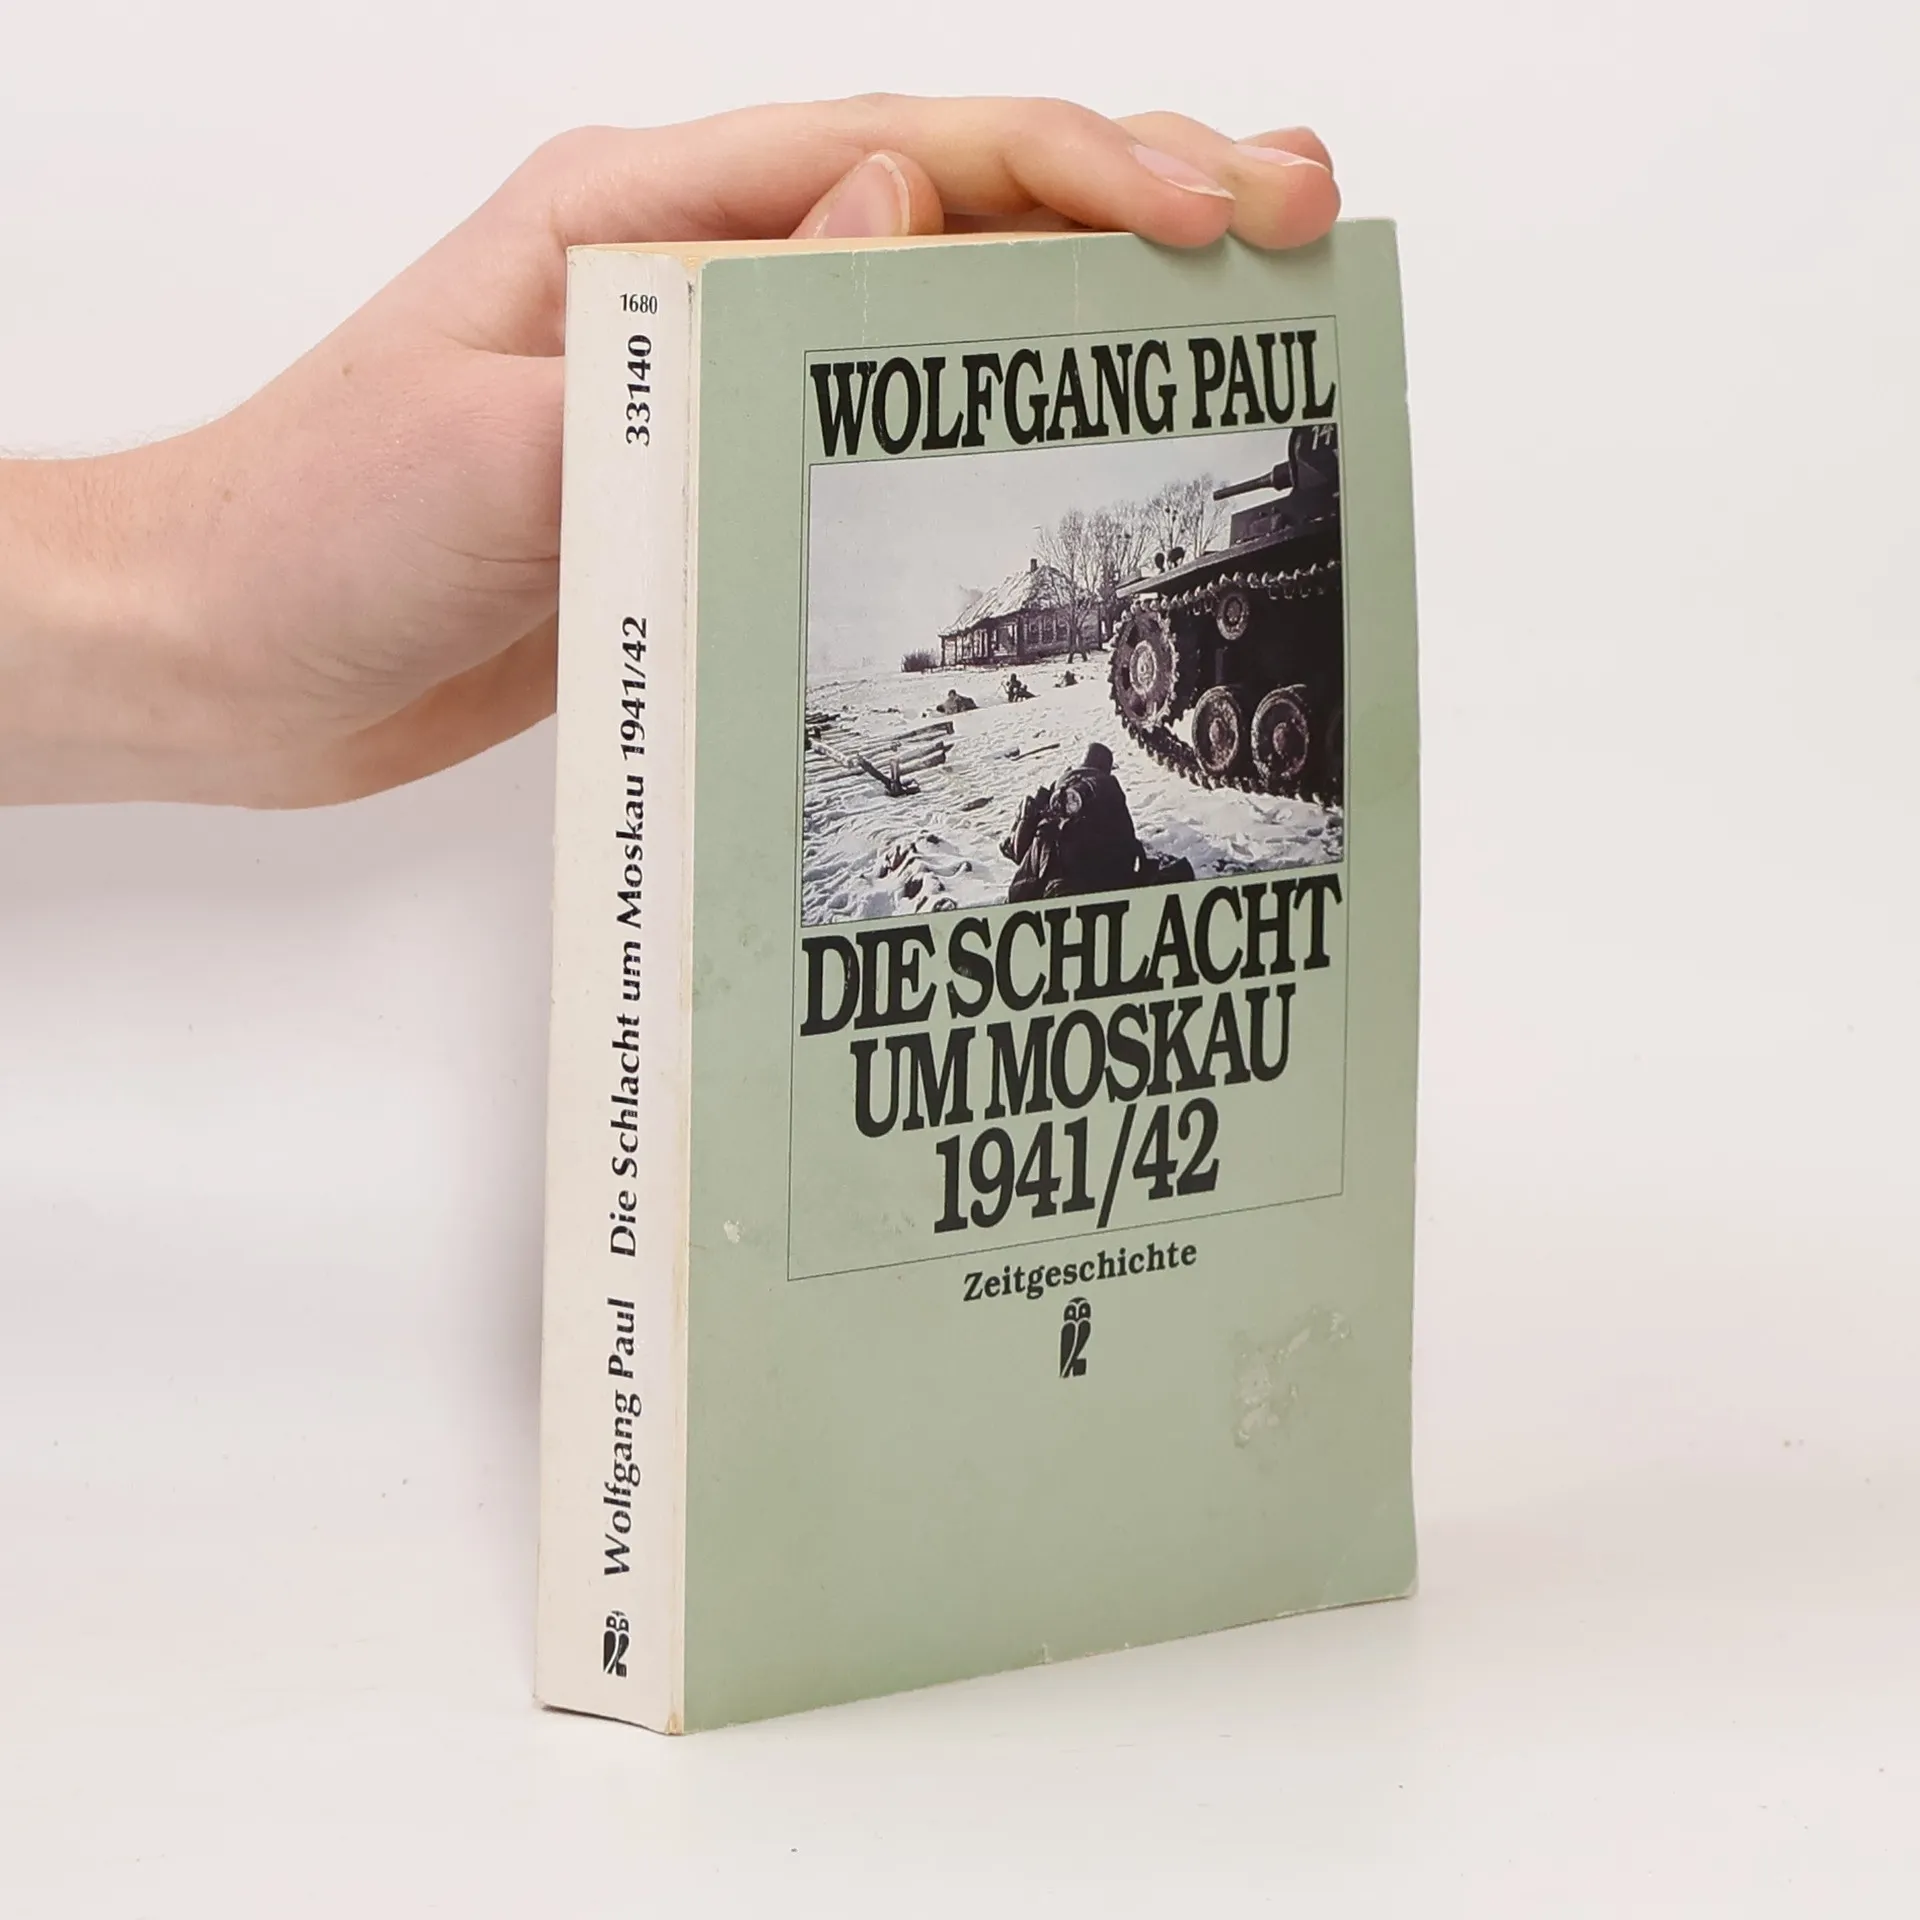 1680
33140
Wolfgang Paul Die Schlacht um Moskau 1941/42
WOLFGANG PAUL
14
DIE SCHLACHT
UM MOSKAU
1941/42
Zeitgeschichte